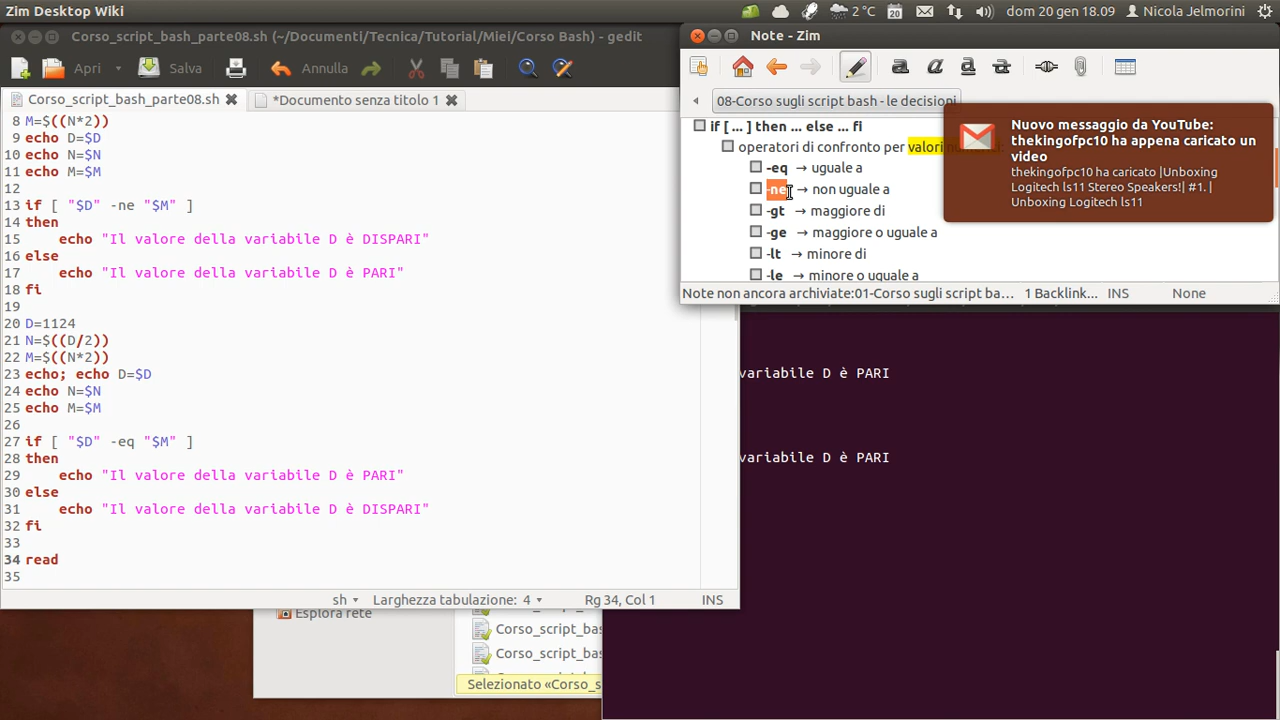 Zim Desktop Wiki
2 °C
20
dom 20 gen 18.09
Nicola Jelmorini
Corso_script_bash_parte08.sh (~/Documenti/Tecnica/Tutorial/Miei/Corso Bash) - gedit
Apri
Salva
Annulla
Corso_script_bash_parte08.sh
*Documento senza titolo 1
8 M=$((N*2))
9 echo D=$D
10 echo N=$N
11 echo M=$M
12
13 if [ "$D" -ne "$M" ]
14 then
15 echo "Il valore della variabile D è DISPARI"
16 else
17 echo "Il valore della variabile D è PARI"
18 fi
19
20 D=1124
21 N=$((D/2))
22 M=$((N*2))
23 echo; echo D=$D
24 echo N=$N
25 echo M=$M
26
27 if [ "$D" -eq "$M" ]
28 then
29 echo "Il valore della variabile D è PARI"
30 else
31 echo "Il valore della variabile D è DISPARI"
32 fi
33
34 read
35
sh
Larghezza tabulazione: 4
Rg 34, Col 1
INS
Note - Zim
08-Corso sugli script bash - le decisioni
if [ ... ] then ... else ... fi
operatori di confronto per valori
-eq → uguale a
-ne → non uguale a
-gt → maggiore di
-ge → maggiore o uguale a
-lt → minore di
-le → minore o uguale a
Note non ancora archiviate:01-Corso sugli script ba...
1 Backlink...
INS
None
Nuovo messaggio da YouTube:
thekingofpc10 ha appena caricato un
video
thekingofpc10 ha caricato |Unboxing
Logitech ls11 Stereo Speakers!| #1. |
Unboxing Logitech ls11
variabile D è PARI
variabile D è PARI
Esplora rete
Corso_script_bas
Corso_script_bas
Selezionato «Corso_s